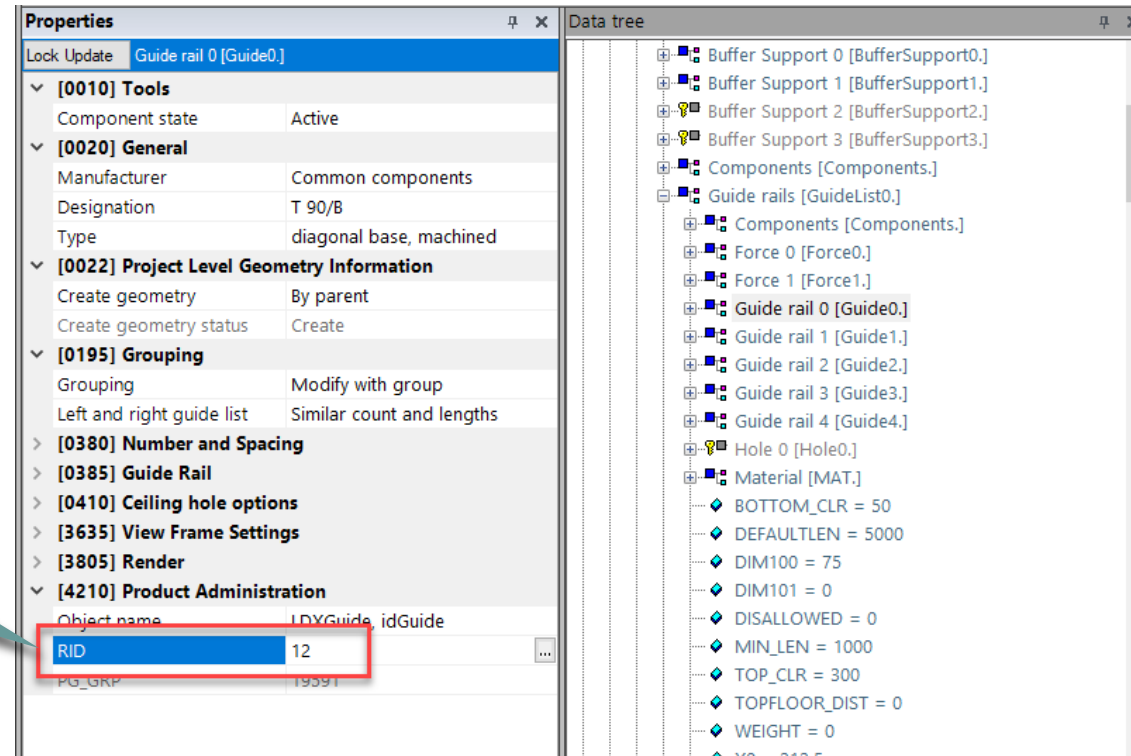 Properties
Lock Update Guide rail 0 [Guide0.]
[0010] Tools
Component state Active
[0020] General
Manufacturer Common components
Designation T 90/B
Type diagonal base, machined
[0022] Project Level Geometry Information
Create geometry By parent
Create geometry status Create
[0195] Grouping
Grouping Modify with group
Left and right guide list Similar count and lengths
[0380] Number and Spacing
[0385] Guide Rail
[0410] Ceiling hole options
[3635] View Frame Settings
[3805] Render
[4210] Product Administration
Object name LDXGuide, idGuide
RID 12 ...
PG_GRP 19591
Data tree
Buffer Support 0 [BufferSupport0.]
Buffer Support 1 [BufferSupport1.]
Buffer Support 2 [BufferSupport2.]
Buffer Support 3 [BufferSupport3.]
Components [Components.]
Guide rails [GuideList0.]
Components [Components.]
Force 0 [Force0.]
Force 1 [Force1.]
Guide rail 0 [Guide0.]
Guide rail 1 [Guide1.]
Guide rail 2 [Guide2.]
Guide rail 3 [Guide3.]
Guide rail 4 [Guide4.]
Hole 0 [Hole0.]
Material [MAT.]
BOTTOM_CLR = 50
DEFAULTLEN = 5000
DIM100 = 75
DIM101 = 0
DISALLOWED = 0
MIN_LEN = 1000
TOP_CLR = 300
TOPFLOOR_DIST = 0
WEIGHT = 0